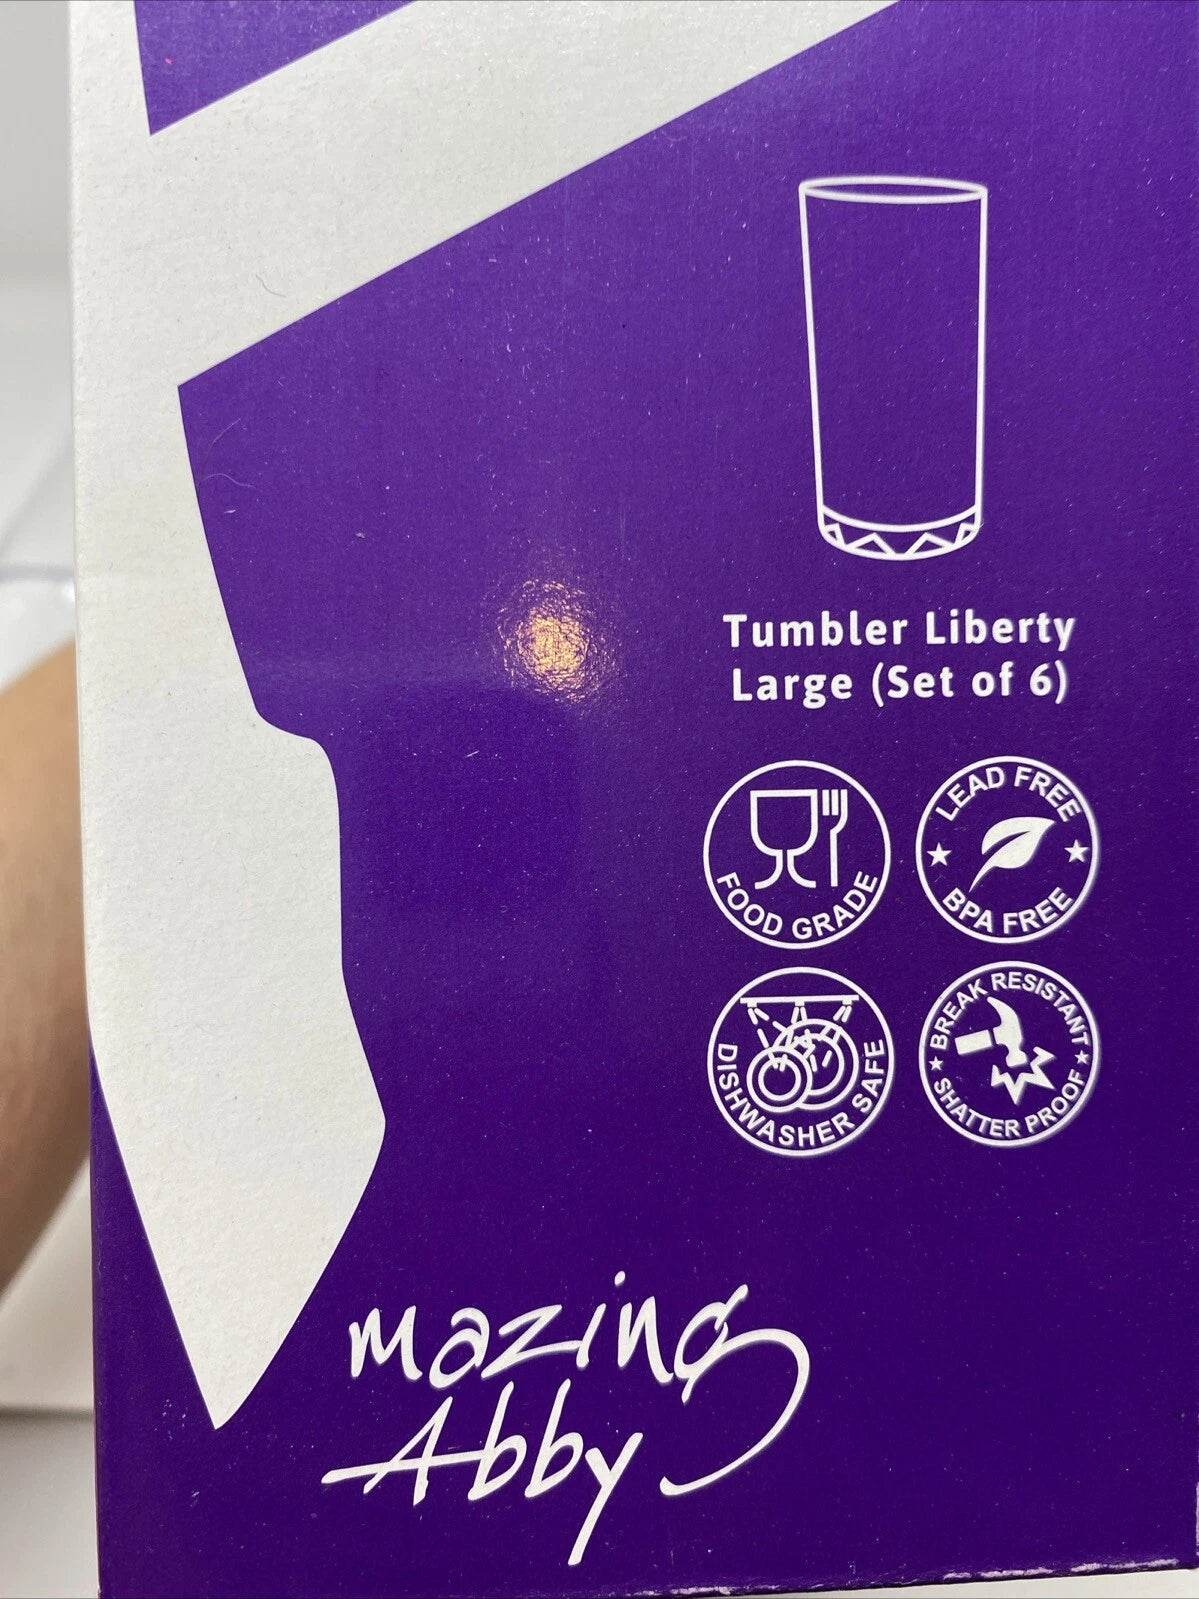 Tumbler Liberty
Large (Set of 6)
FOOD GRADE
LEAD FREE
BPA FREE
DISHWASHER SAFE
BREAK RESISTANT
SHATTER PROOF
mazing
Abby